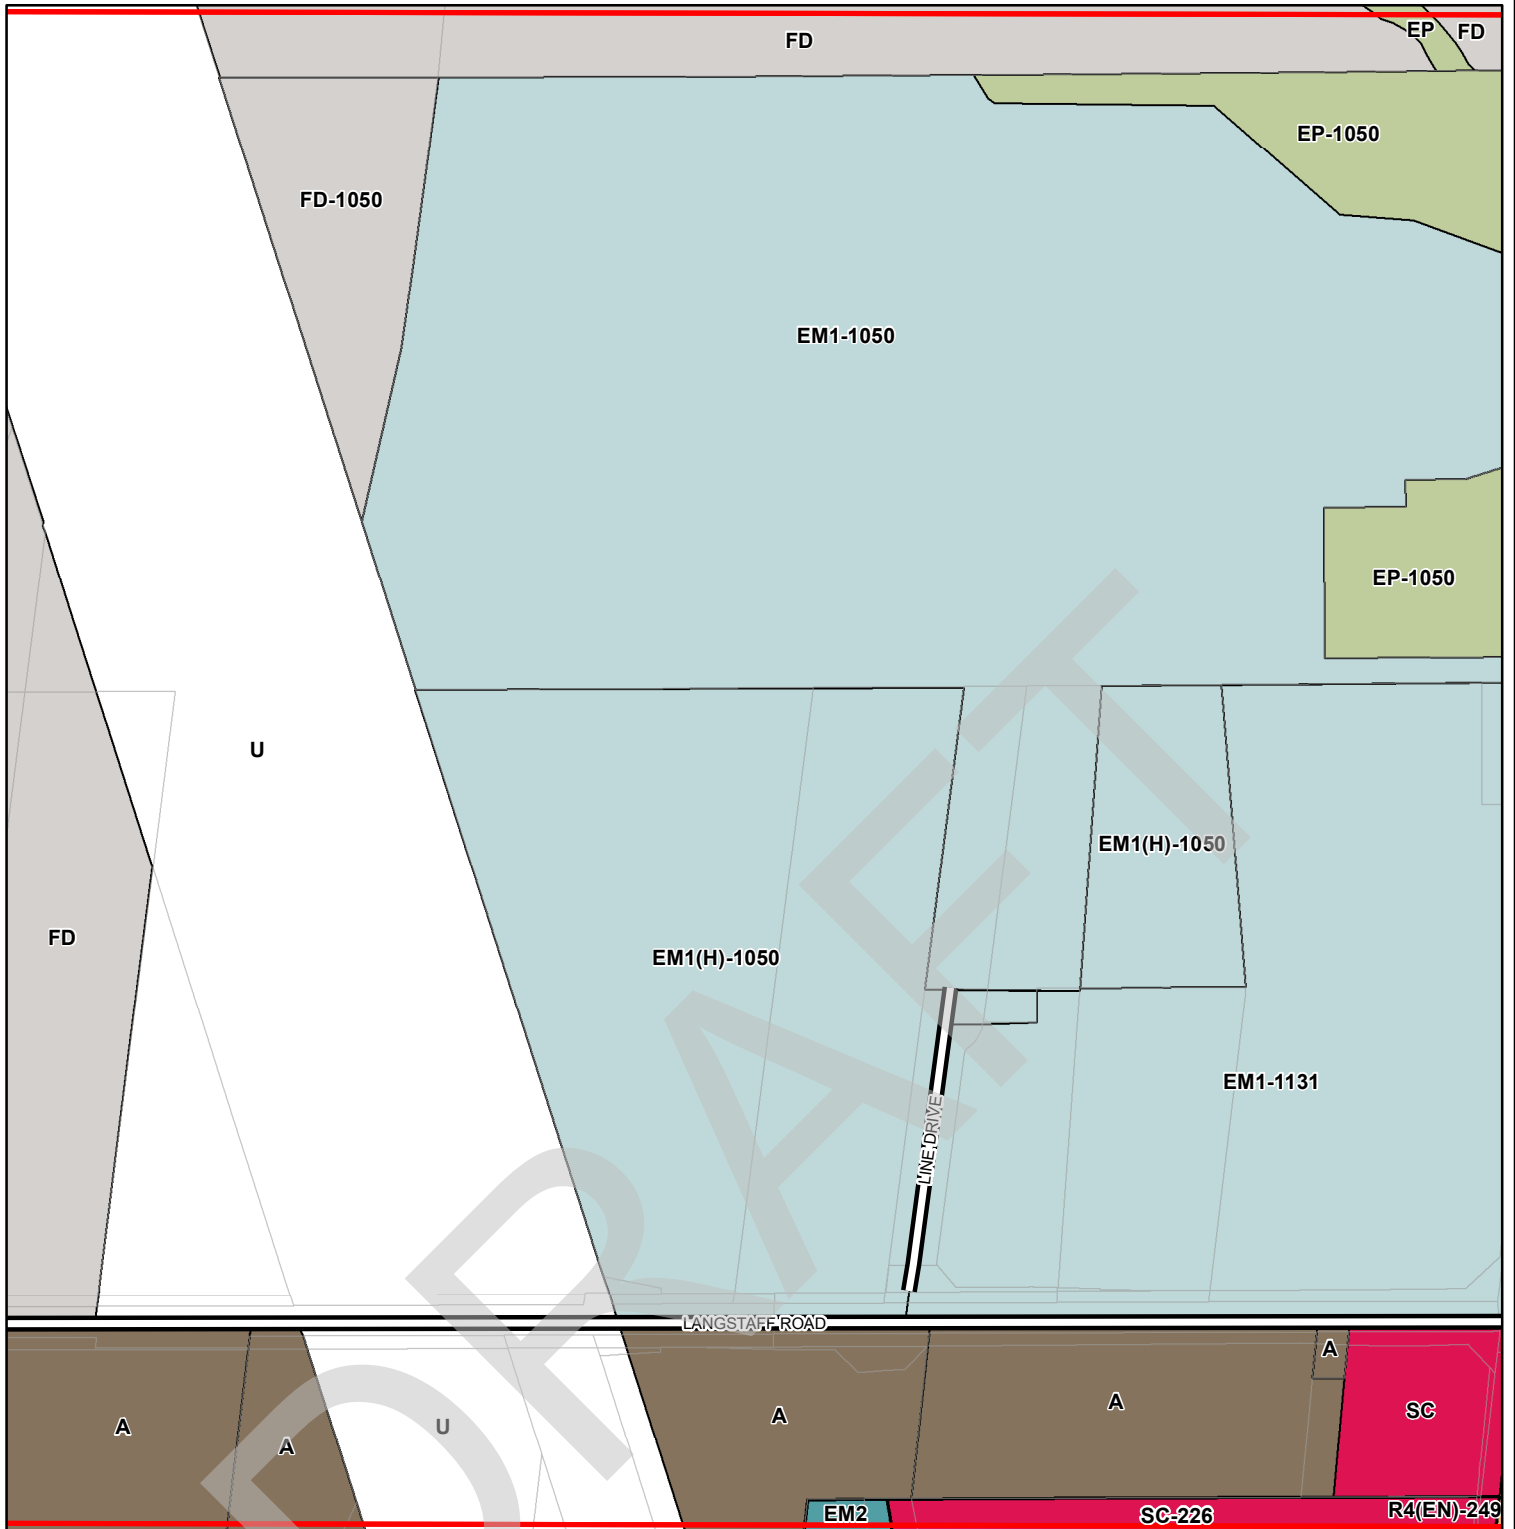 FD
EP
FD
EP-1050
FD-1050
EM1-1050
EP-1050
U
EM1(H)-1050
FD
EM1(H)-1050
EM1-1131
LINE DRIVE
DRAFT
LANGSTAFF ROAD
A
A
A
SC
A
U
A
A
EM2
SC-226
R4(EN)-249